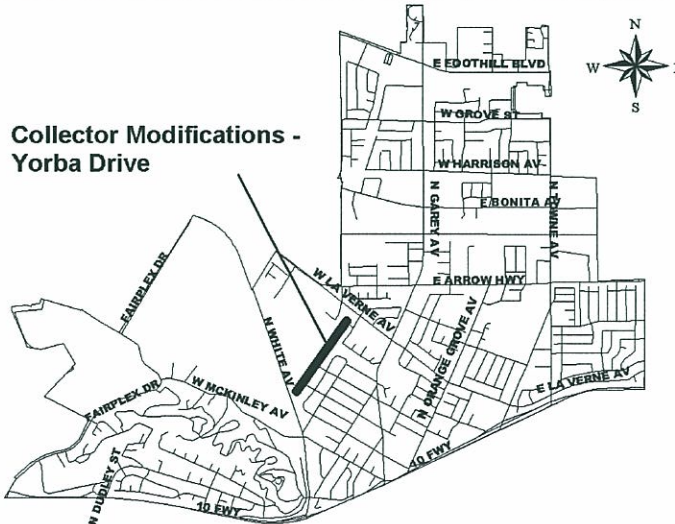 N
W
S
E FOOTHILL BLVD
W GROVE ST
Collector Modifications -
Yorba Drive
W HARRISON AV
N GAREY AV
N TOWNE AV
E BONITA AV
FAIRPLEX DR
W LA VERNE AV
E ARROW HWY
N WHITE AV
N ORANGE GROVE AV
W MCKINLEY AV
E LA VERNE AV
FAIRPLEX DR
10 FWY
N DUDLEY ST
10 FWY